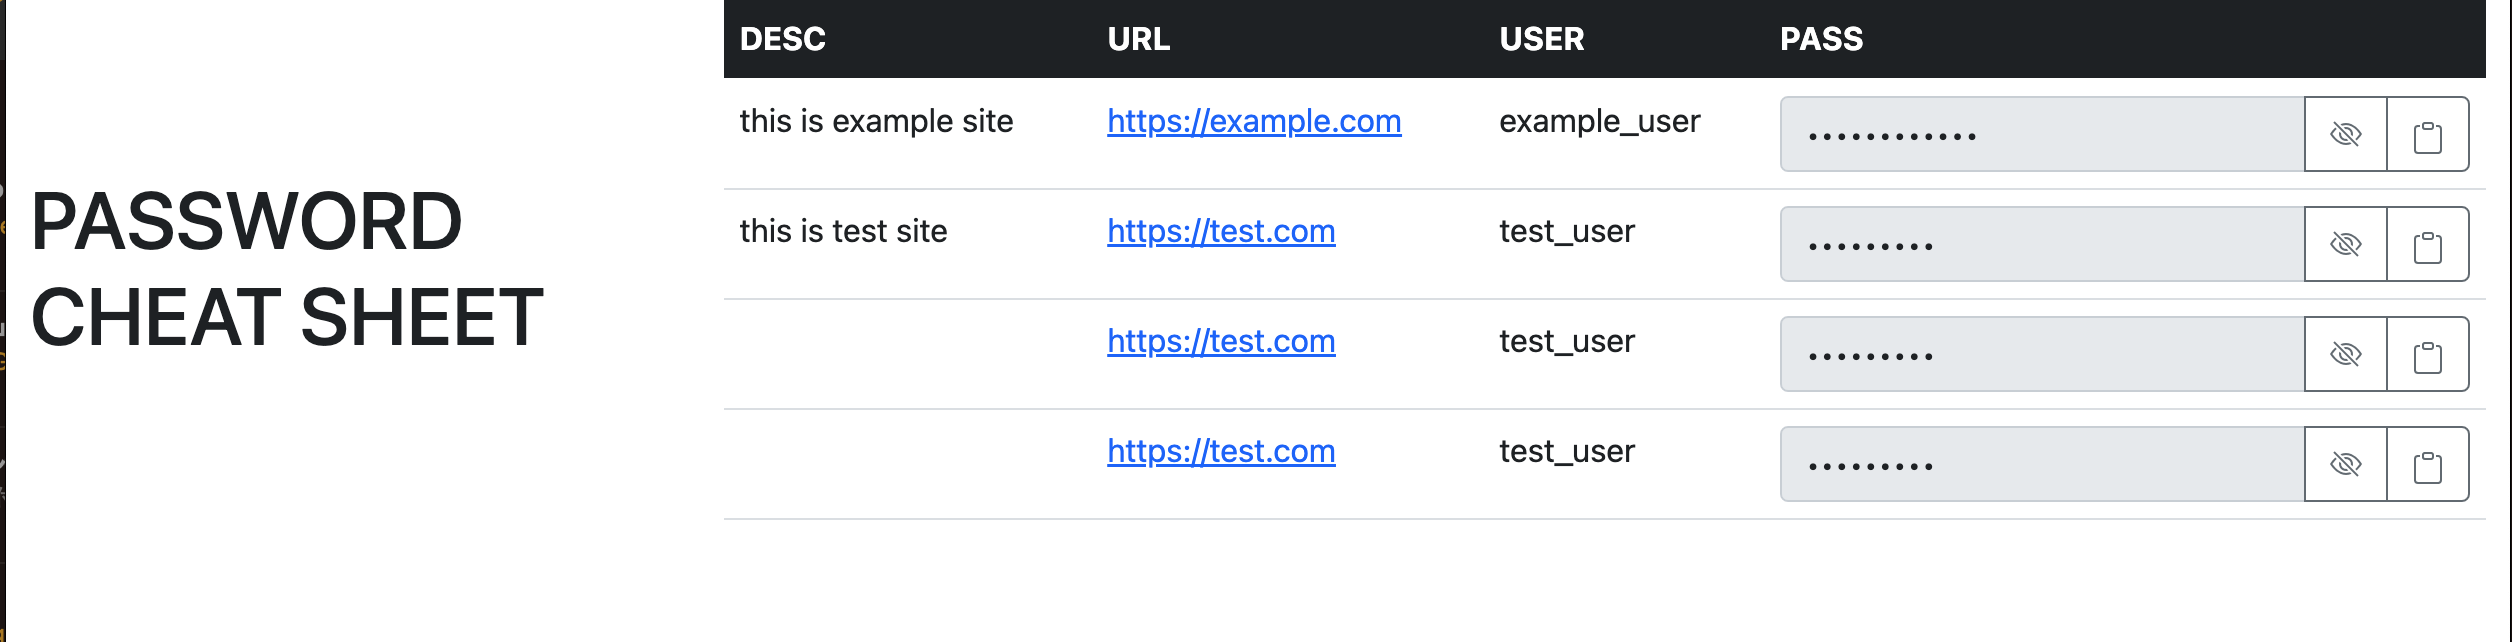 PASSWORD
CHEAT SHEET
DESC URL USER PASS
this is example site https://example.com example_user ••••••••••••
this is test site https://test.com test_user •••••••••
https://test.com test_user •••••••••
https://test.com test_user •••••••••